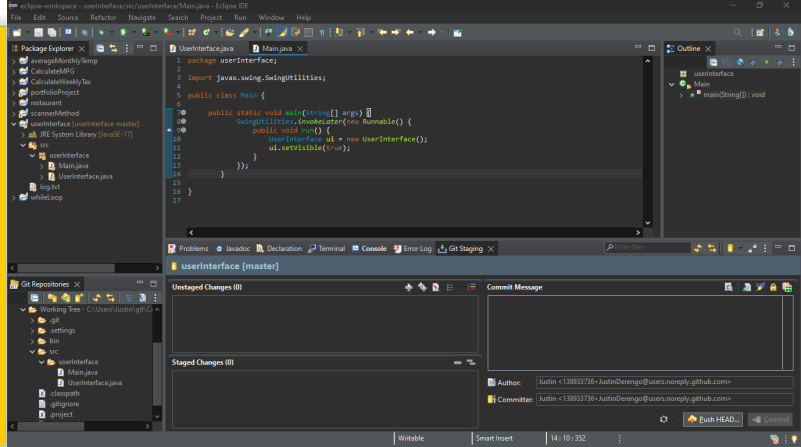 eclipse-workspace - userInterface/src/userInterface/Main.java - Eclipse IDE
File Edit Source Refactor Navigate Search Project Run Window Help
Package Explorer
averageMonthlyTemp
CalculateMPG
CalculateWeeklyTax
portfolioProject
restaurant
scannerMethod
userInterface [userInterface master]
JRE System Library [JavaSE-17]
src
userInterface
Main.java
UserInterface.java
log.txt
whileLoop
Git Repositories
Working Tree - C:\Users\Justin\git\C
.git
.settings
bin
src
userInterface
Main.java
UserInterface.java
.classpath
.gitignore
.project
UserInterface.java Main.java
1 package userInterface;
2
3 import javax.swing.SwingUtilities;
4
5 public class Main {
6
7 public static void main(String[] args) {
8 SwingUtilities.invokeLater(new Runnable() {
9 public void run() {
10 UserInterface ui = new UserInterface();
11 ui.setVisible(true);
12 }
13 });
14 }
15
16 }
17
Outline
userInterface
Main
main(String[]) : void
Problems Javadoc Declaration Terminal Console Error Log Git Staging
Filter files
userInterface [master]
Unstaged Changes (0)
Staged Changes (0)
Commit Message
Author: Justin <138933736+JustinDerengo@users.noreply.github.com>
Committer: Justin <138933736+JustinDerengo@users.noreply.github.com>
Push HEAD... Commit
Writable Smart Insert 14 : 10 : 352